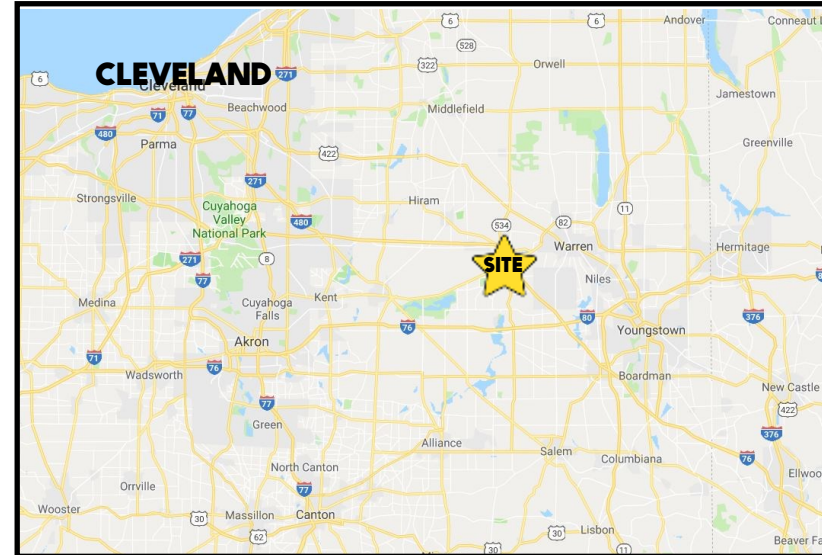 6
6
Andover
Conneaut L
528
CLEVELAND
Cleveland
271
322
Orwell
6
Jamestown
Beachwood
Middlefield
71
77
480
Parma
Greenville
422
271
Strongsville
Cuyahoga
Valley
National Park
Hiram
11
480
534
82
Warren
Hermitage
SITE
271
8
77
Niles
Medina
Cuyahoga
Falls
Kent
80
376
76
Youngstown
Akron
71
76
Wadsworth
Boardman
New Castle
77
422
Green
376
Alliance
Salem
Columbiana
76
North Canton
Ellwoo
Orrville
77
Wooster
30
Massillon
Canton
62
30
Lisbon
Beaver Fa
30
11